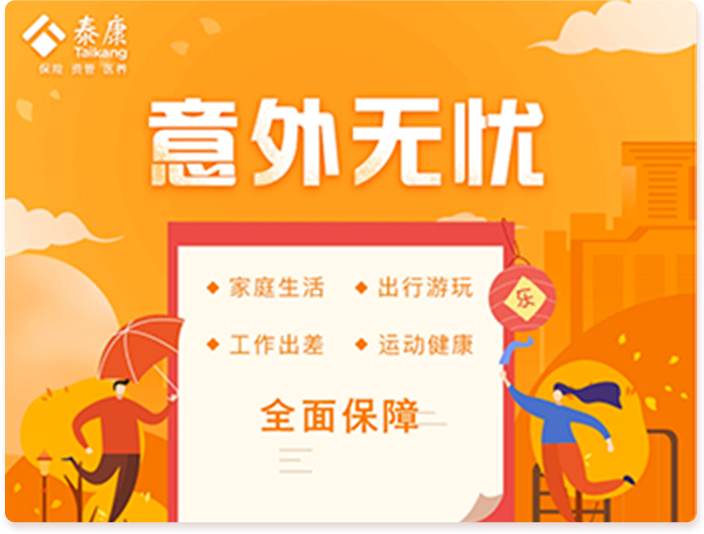 泰康
Taikang
保险 资管 医养
意外无忧
◆ 家庭生活 ◆ 出行游玩
乐
◆ 工作出差 ◆ 运动健康
全面保障